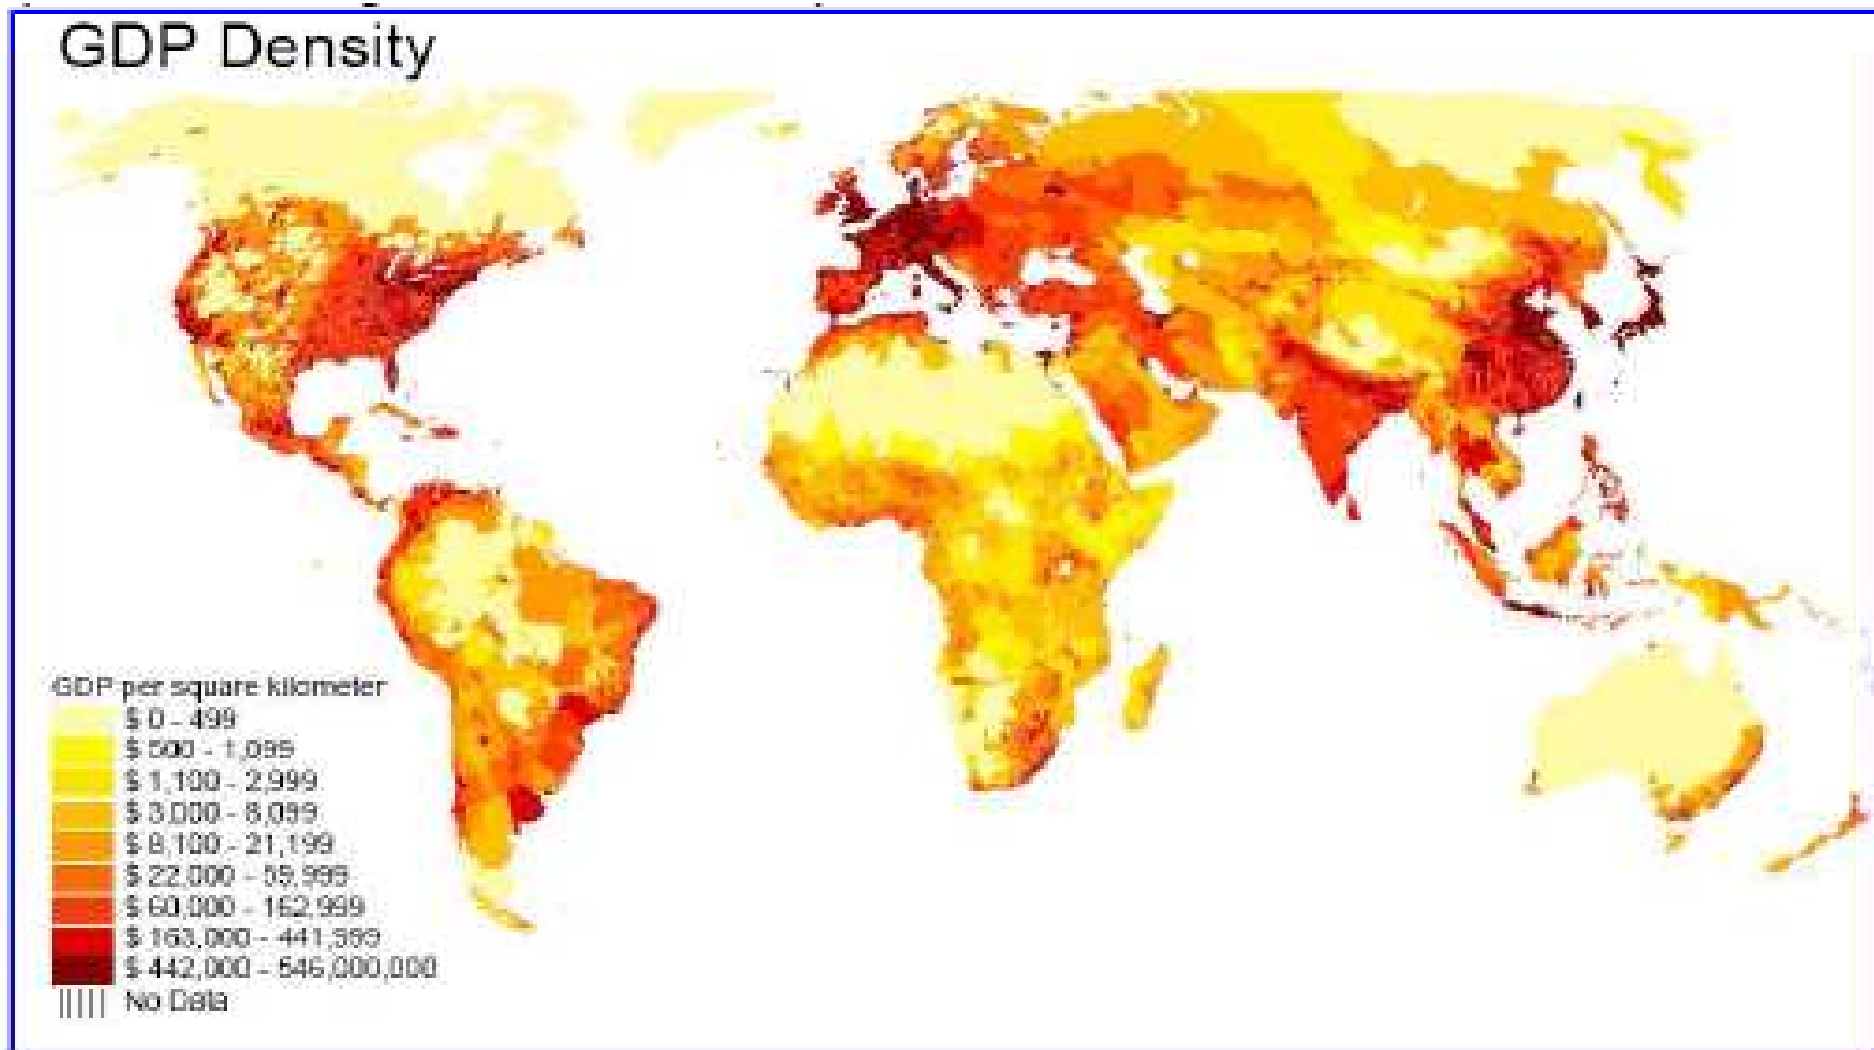 GDP Density
GDP per square kilometer
$ 0 - 499
$ 500 - 1,099
$ 1,100 - 2,999
$ 3,000 - 8,099
$ 8,100 - 21,199
$ 22,000 - 59,999
$ 60,000 - 162,999
$ 163,000 - 441,999
$ 442,000 - 546,000,000
No Data